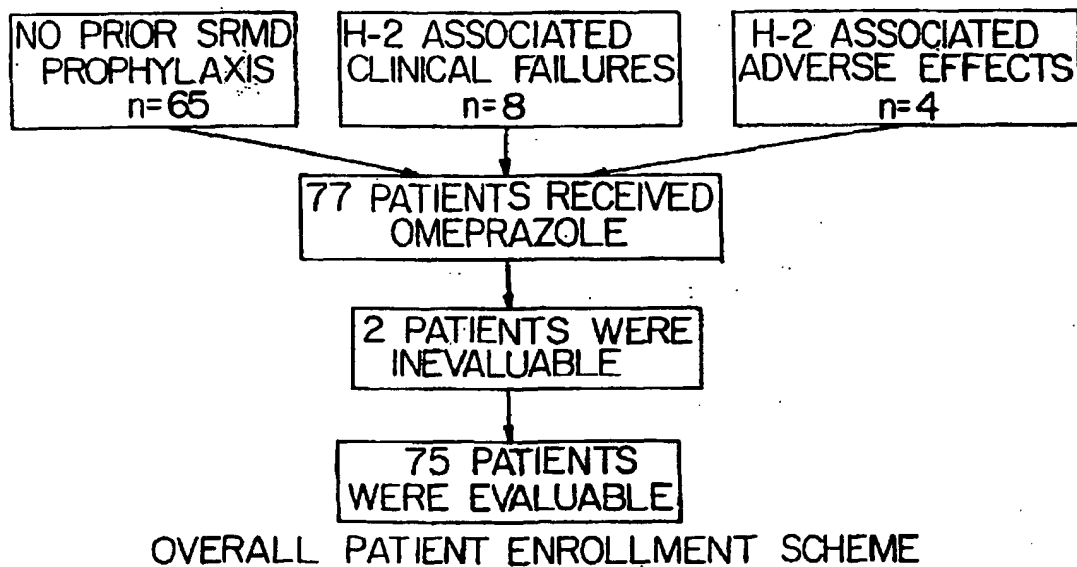 NO PRIOR SRMD
PROPHYLAXIS
n=65
H-2 ASSOCIATED
CLINICAL FAILURES
n=8
H-2 ASSOCIATED
ADVERSE EFFECTS
n=4
77 PATIENTS RECEIVED
OMEPRAZOLE
2 PATIENTS WERE
INEVALUABLE
75 PATIENTS
WERE EVALUABLE
OVERALL PATIENT ENROLLMENT SCHEME